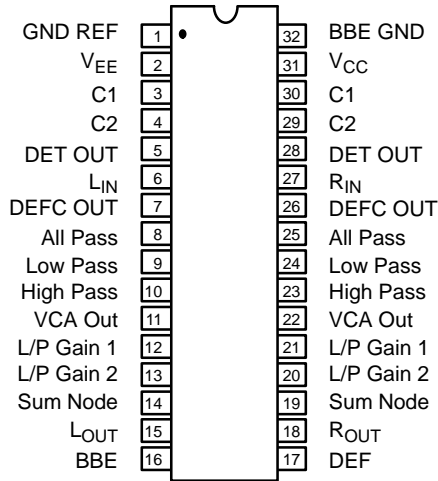 GND REF 1 32 BBE GND
VEE 2 31 VCC
C1 3 30 C1
C2 4 29 C2
DET OUT 5 28 DET OUT
LIN 6 27 RIN
DEFC OUT 7 26 DEFC OUT
All Pass 8 25 All Pass
Low Pass 9 24 Low Pass
High Pass 10 23 High Pass
VCA Out 11 22 VCA Out
L/P Gain 1 12 21 L/P Gain 1
L/P Gain 2 13 20 L/P Gain 2
Sum Node 14 19 Sum Node
LOUT 15 18 ROUT
BBE 16 17 DEF